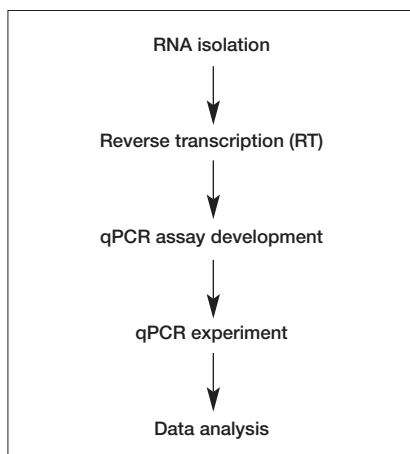 RNA isolation
Reverse transcription (RT)
qPCR assay development
qPCR experiment
Data analysis